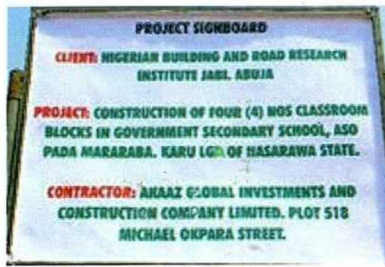 PROJECT SIGNBOARD
CLIENT: NIGERIAN BUILDING AND ROAD RESEARCH
INSTITUTE JABI, ABUJA
PROJECT: CONSTRUCTION OF FOUR (4) NOS CLASSROOM
BLOCKS IN GOVERNMENT SECONDARY SCHOOL, ASO
PADA MARARABA. KARU LGA OF NASARAWA STATE.
CONTRACTOR: AKAAZ GLOBAL INVESTMENTS AND
CONSTRUCTION COMPANY LIMITED. PLOT 518
MICHAEL OKPARA STREET.